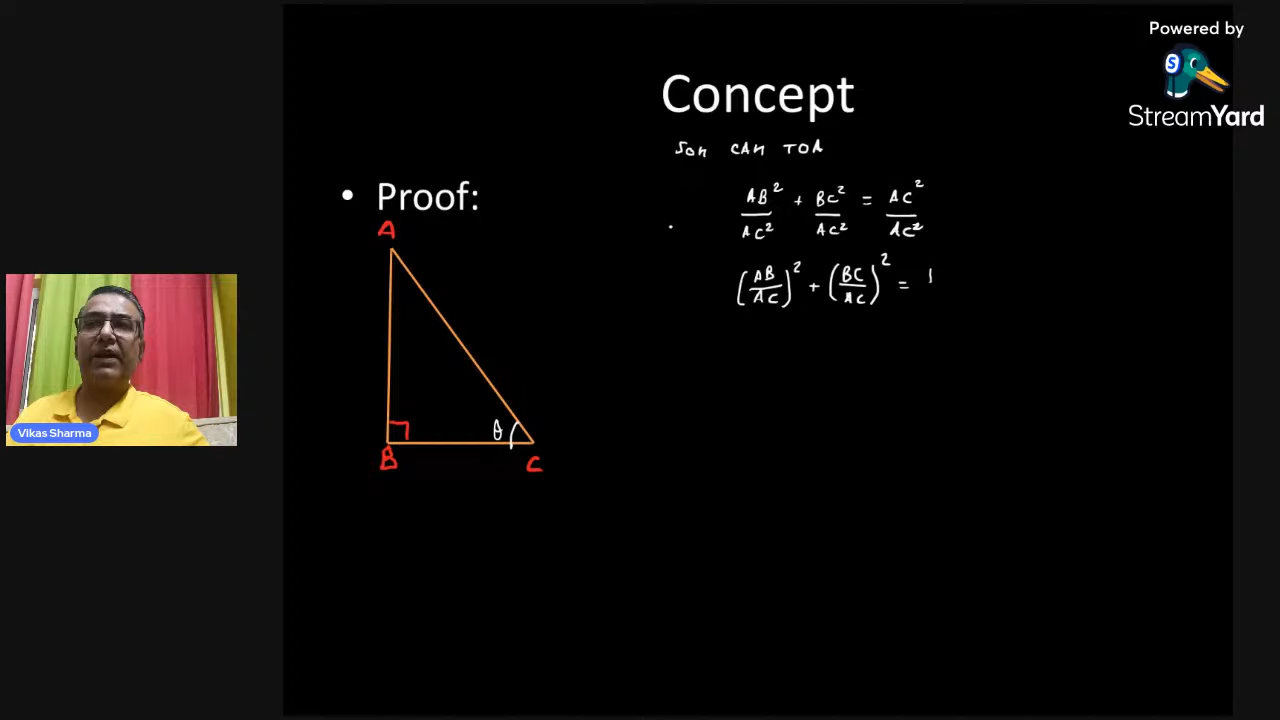 Powered by
StreamYard
Concept
SOH CAH TOA
• Proof:
AB²/AC² + BC²/AC² = AC²/AC²
(AB/AC)² + (BC/AC)² = 1
A
θ
B
C
Vikas Sharma